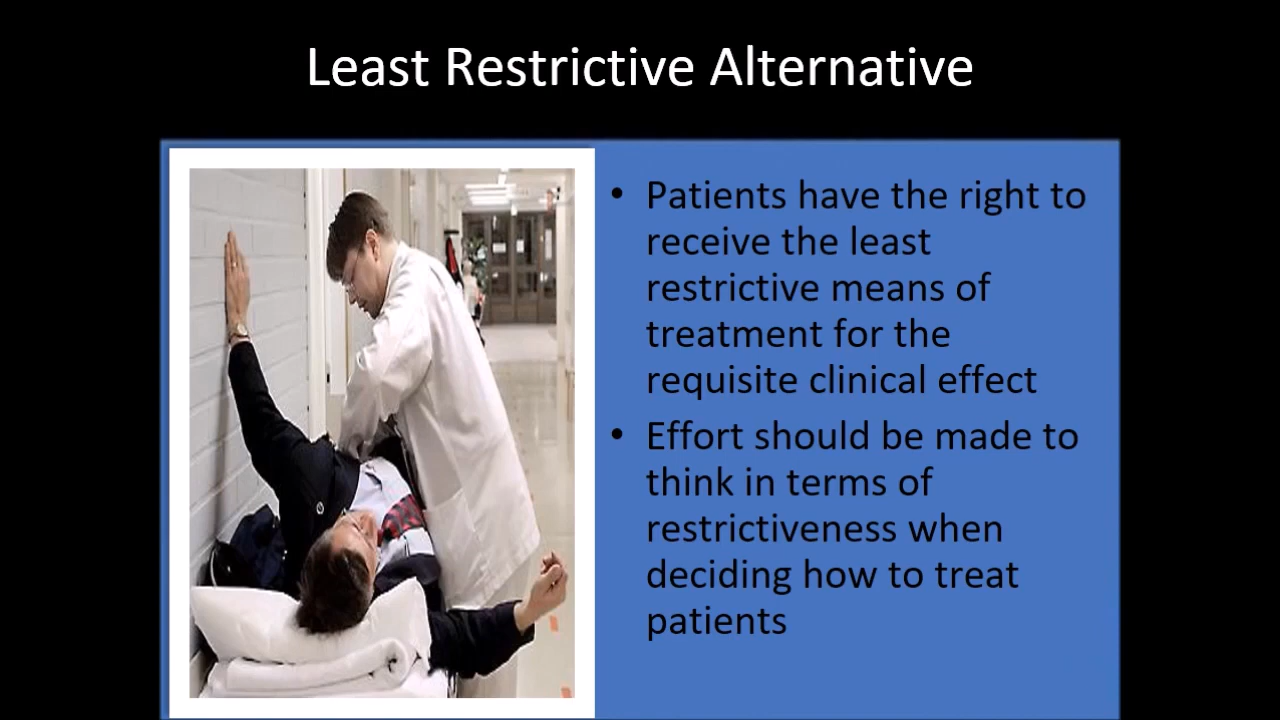 Least Restrictive Alternative
• Patients have the right to
receive the least
restrictive means of
treatment for the
requisite clinical effect
• Effort should be made to
think in terms of
restrictiveness when
deciding how to treat
patients